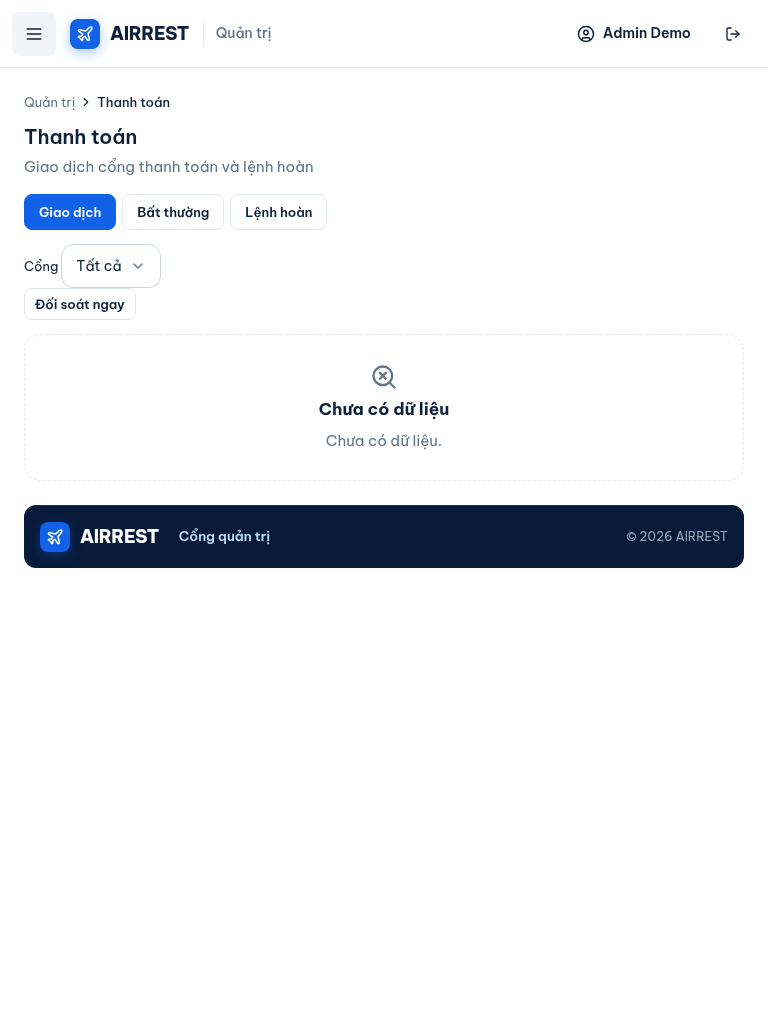 AIRREST
Quản trị
Admin Demo
Quản trị
Thanh toán
Thanh toán
Giao dịch cổng thanh toán và lệnh hoàn
Giao dịch
Bất thường
Lệnh hoàn
Cổng
Tất cả
Đối soát ngay
Chưa có dữ liệu
Chưa có dữ liệu.
AIRREST
Cổng quản trị
© 2026 AIRREST